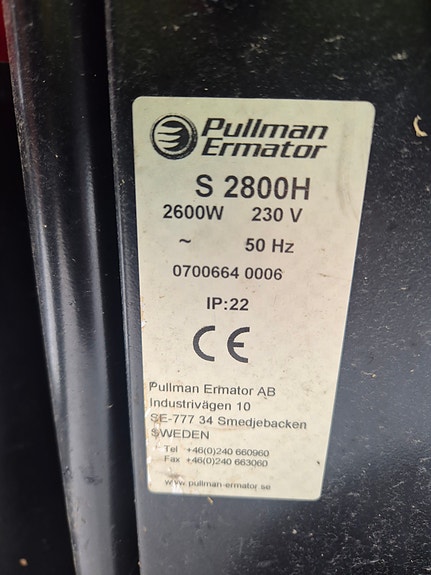 Pullman
Ermator
S 2800H
2600W 230 V
~ 50 Hz
0700664 0006
IP:22
CE
Pullman Ermator AB
Industrivägen 10
SE-777 34 Smedjebacken
SWEDEN
Tel +46(0)240 660960
Fax +46(0)240 663060
www.pullman-ermator.se